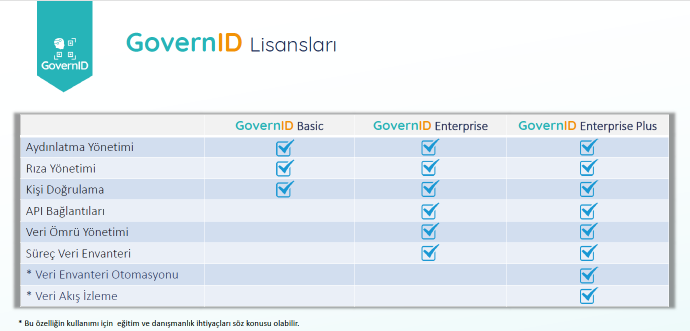 GovernID
GovernID Lisansları
GovernID Basic GovernID Enterprise GovernID Enterprise Plus
Aydınlatma Yönetimi
Rıza Yönetimi
Kişi Doğrulama
API Bağlantıları
Veri Ömrü Yönetimi
Süreç Veri Envanteri
* Veri Envanteri Otomasyonu
* Veri Akış İzleme
* Bu özelliğin kullanımı için eğitim ve danışmanlık ihtiyaçları söz konusu olabilir.